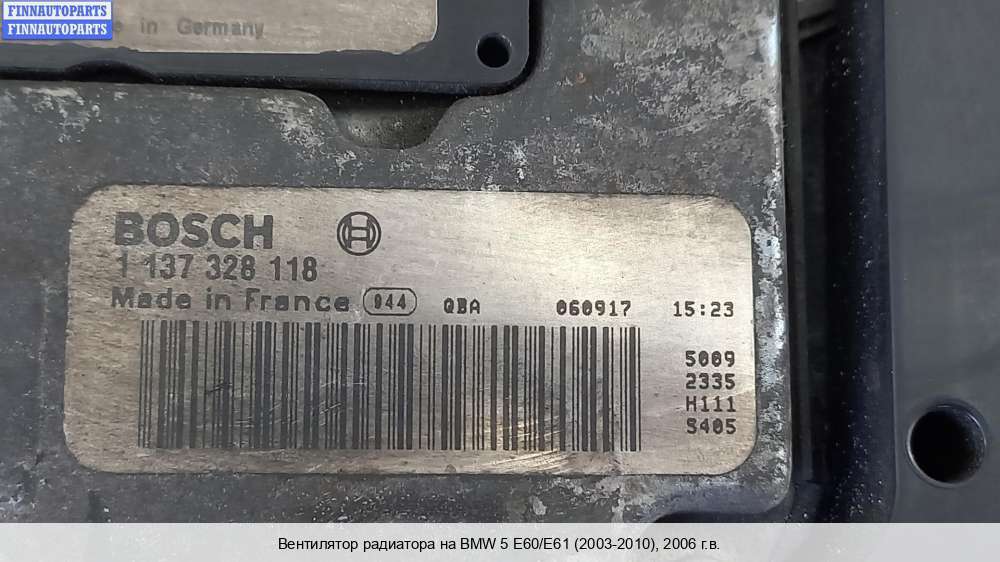 FINNAUTOPARTS
FINNAUTOPARTS
in Germany
BOSCH
1 137 328 118
Made in France 044 QBA 060917 15:23
5009
2335
H111
S405
Вентилятор радиатора на BMW 5 E60/E61 (2003-2010), 2006 г.в.